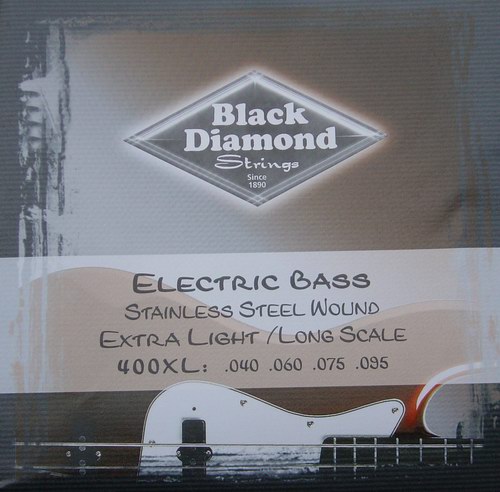 Black
Diamond
Strings
Since
1890
ELECTRIC BASS
STAINLESS STEEL WOUND
EXTRA LIGHT / LONG SCALE
400XL: .040 .060 .075 .095